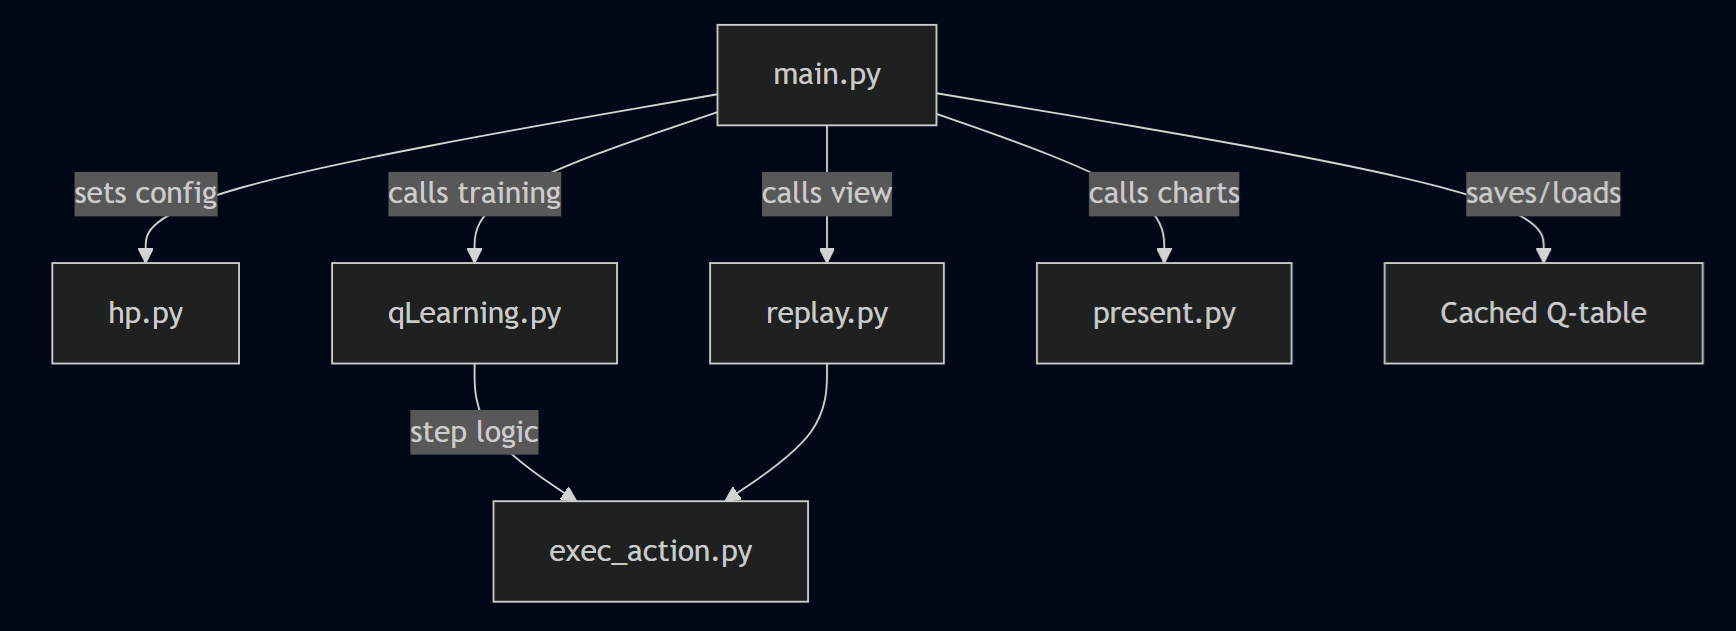 main.py
sets config
calls training
calls view
calls charts
saves/loads
hp.py
qLearning.py
replay.py
present.py
Cached Q-table
step logic
exec_action.py